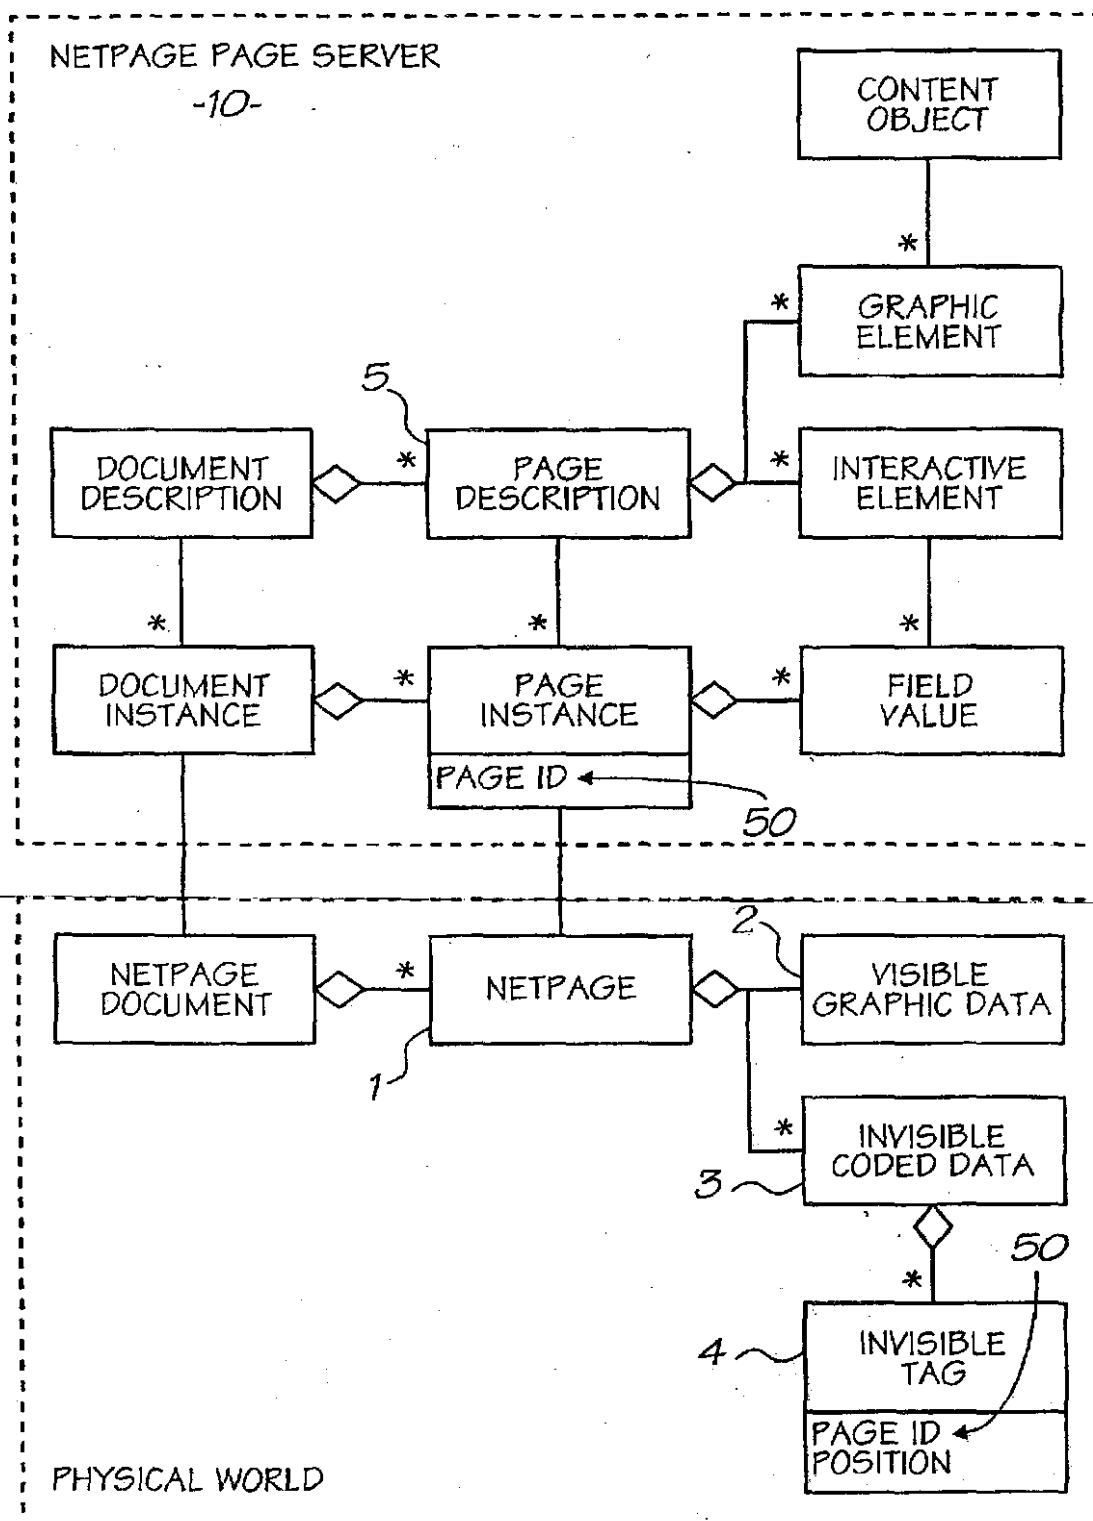 NETPAGE PAGE SERVER
-10-
CONTENT
OBJECT
*
*
GRAPHIC
ELEMENT
5
DOCUMENT
DESCRIPTION
*
PAGE
DESCRIPTION
*
INTERACTIVE
ELEMENT
*
*
*
DOCUMENT
INSTANCE
*
PAGE
INSTANCE
*
FIELD
VALUE
PAGE ID
50
2
NETPAGE
DOCUMENT
*
NETPAGE
VISIBLE
GRAPHIC DATA
1
*
INVISIBLE
CODED DATA
3
50
*
4
INVISIBLE
TAG
PAGE ID
POSITION
PHYSICAL WORLD